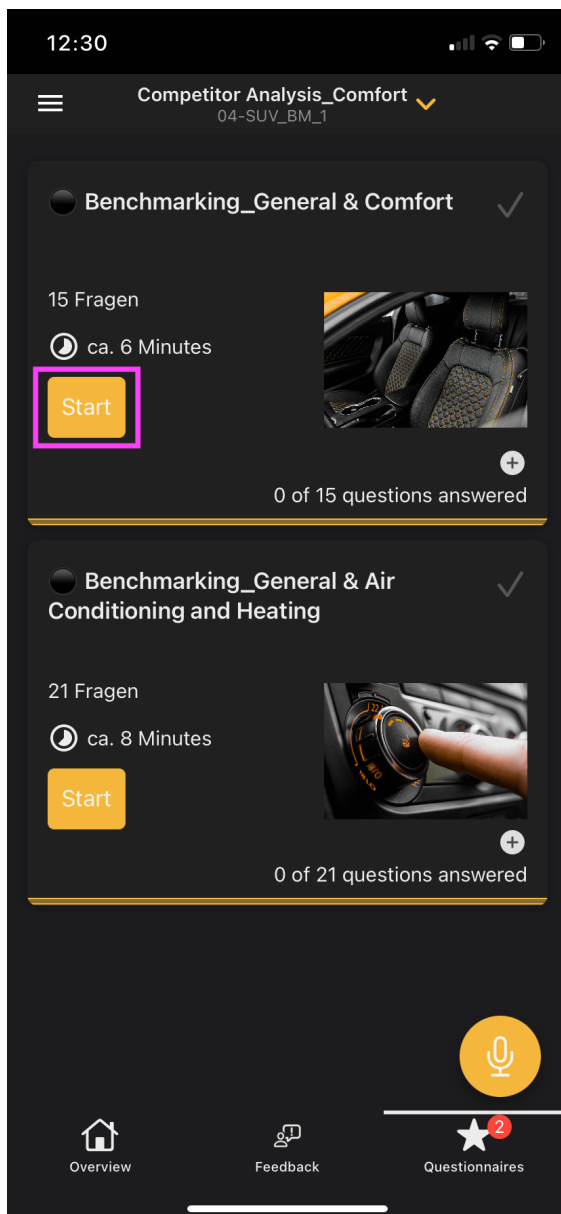 12:30
Competitor Analysis_Comfort
04-SUV_BM_1
Benchmarking_General & Comfort
15 Fragen
ca. 6 Minutes
Start
0 of 15 questions answered
Benchmarking_General & Air
Conditioning and Heating
21 Fragen
ca. 8 Minutes
Start
0 of 21 questions answered
2
Overview
Feedback
Questionnaires